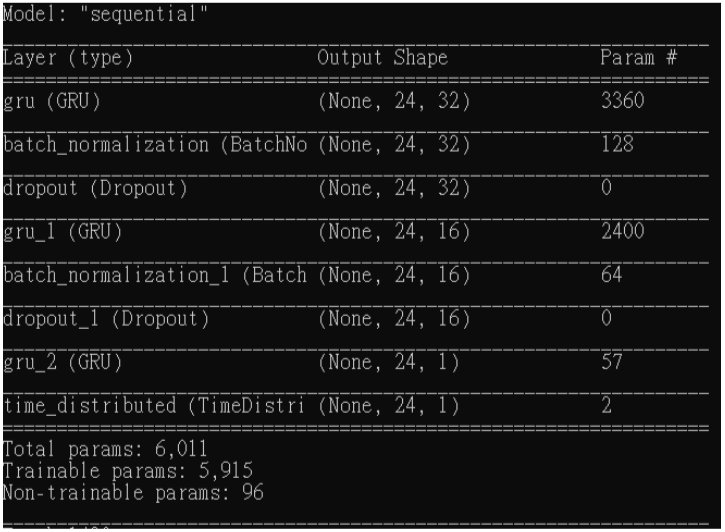 Model: "sequential"
Layer (type) Output Shape Param #
gru (GRU) (None, 24, 32) 3360
batch_normalization (BatchNo (None, 24, 32) 128
dropout (Dropout) (None, 24, 32) 0
gru_1 (GRU) (None, 24, 16) 2400
batch_normalization_1 (Batch (None, 24, 16) 64
dropout_1 (Dropout) (None, 24, 16) 0
gru_2 (GRU) (None, 24, 1) 57
time_distributed (TimeDistri (None, 24, 1) 2
Total params: 6,011
Trainable params: 5,915
Non-trainable params: 96